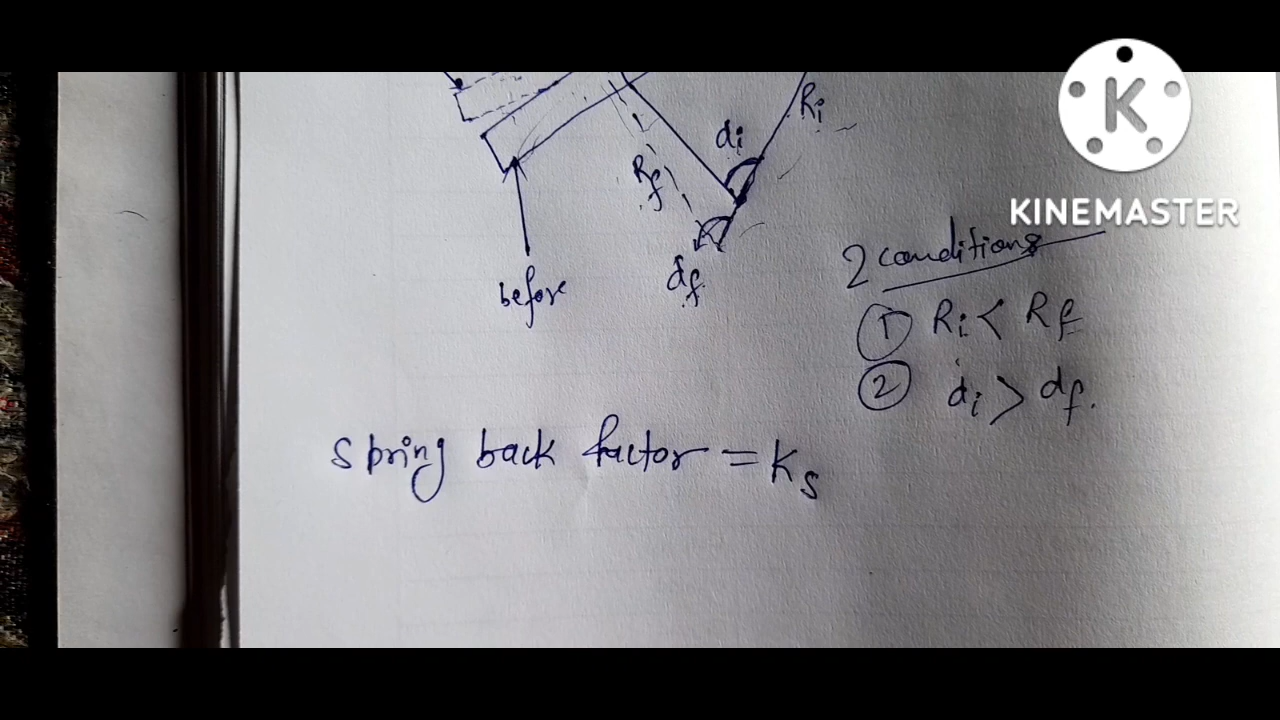 Ri
di
Rf
df
before
KINEMASTER
2 conditions
① Ri < Rf
② di > df.
Spring back factor = Ks